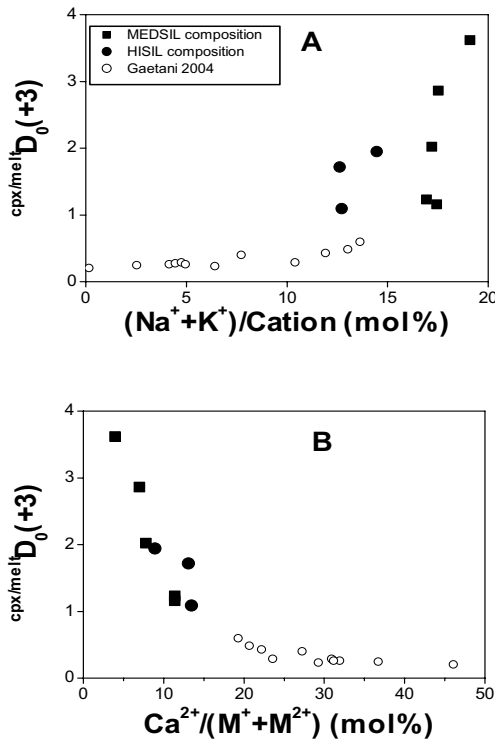 A
■ MEDSIL composition
● HISIL composition
○ Gaetani 2004
cpx/melt D₀(+3)
4
3
2
1
0
0 5 10 15 20
(Na⁺+K⁺)/Cation (mol%)
B
cpx/melt D₀(+3)
4
3
2
1
0
0 10 20 30 40 50
Ca²⁺/(M⁺+M²⁺) (mol%)